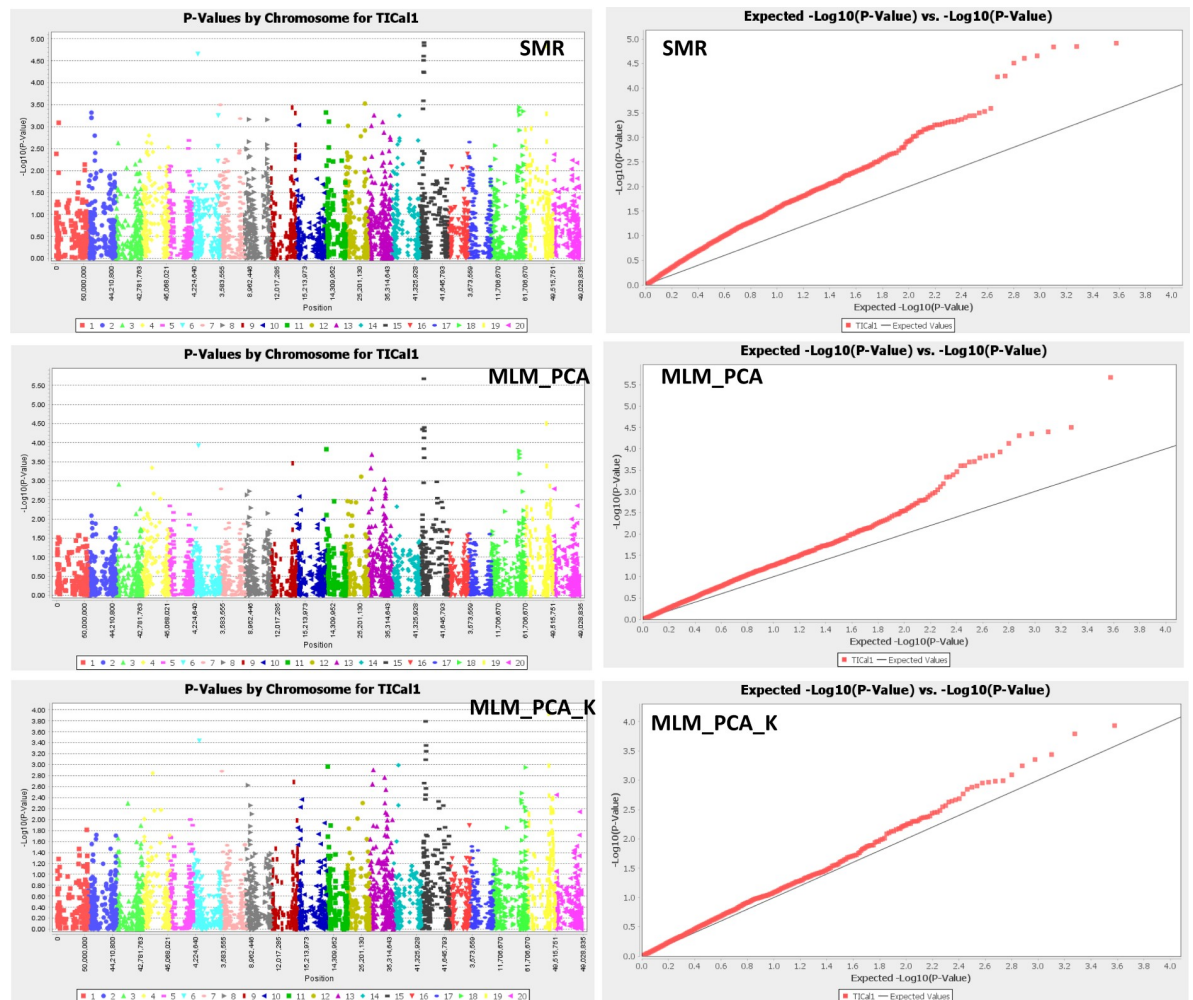 P-Values by Chromosome for TICal1
SMR
-Log10(P-Value)
5.00
4.50
4.00
3.50
3.00
2.50
2.00
1.50
1.00
0.50
0.00
0 50,000,000 44,210,800 42,781,763 46,068,021 4,224,640 3,583,555 8,962,446 12,017,285 15,213,973 14,309,952 25,201,130 35,314,643 41,325,928 41,646,793 3,573,559 11,706,670 61,706,670 49,515,751 49,028,835
Position
1 2 3 4 5 6 7 8 9 10 11 12 13 14 15 16 17 18 19 20
Expected -Log10(P-Value) vs. -Log10(P-Value)
SMR
-Log10(P-Value)
5.0
4.5
4.0
3.5
3.0
2.5
2.0
1.5
1.0
0.5
0.0
0.0 0.2 0.4 0.6 0.8 1.0 1.2 1.4 1.6 1.8 2.0 2.2 2.4 2.6 2.8 3.0 3.2 3.4 3.6 3.8 4.0
Expected -Log10(P-Value)
TICal1 Expected Values
P-Values by Chromosome for TICal1
MLM_PCA
-Log10(P-Value)
5.50
5.00
4.50
4.00
3.50
3.00
2.50
2.00
1.50
1.00
0.50
0.00
0 50,000,000 44,210,800 42,781,763 46,068,021 4,224,640 3,583,555 8,962,446 12,017,285 15,213,973 14,309,952 25,201,130 35,314,643 41,325,928 41,646,793 3,573,559 11,706,670 61,706,670 49,515,751 49,028,835
Position
1 2 3 4 5 6 7 8 9 10 11 12 13 14 15 16 17 18 19 20
Expected -Log10(P-Value) vs. -Log10(P-Value)
MLM_PCA
-Log10(P-Value)
5.5
5.0
4.5
4.0
3.5
3.0
2.5
2.0
1.5
1.0
0.5
0.0
0.0 0.2 0.4 0.6 0.8 1.0 1.2 1.4 1.6 1.8 2.0 2.2 2.4 2.6 2.8 3.0 3.2 3.4 3.6 3.8 4.0
Expected -Log10(P-Value)
TICal1 Expected Values
P-Values by Chromosome for TICal1
MLM_PCA_K
-Log10(P-Value)
4.00
3.80
3.60
3.40
3.20
3.00
2.80
2.60
2.40
2.20
2.00
1.80
1.60
1.40
1.20
1.00
0.80
0.60
0.40
0.20
0.00
0 50,000,000 44,210,800 42,781,763 46,068,021 4,224,640 3,583,555 8,962,446 12,017,285 15,213,973 14,309,952 25,201,130 35,314,643 41,325,928 41,646,793 3,573,559 11,706,670 61,706,670 49,515,751 49,028,835
Position
1 2 3 4 5 6 7 8 9 10 11 12 13 14 15 16 17 18 19 20
Expected -Log10(P-Value) vs. -Log10(P-Value)
MLM_PCA_K
-Log10(P-Value)
4.0
3.5
3.0
2.5
2.0
1.5
1.0
0.5
0.0
0.0 0.2 0.4 0.6 0.8 1.0 1.2 1.4 1.6 1.8 2.0 2.2 2.4 2.6 2.8 3.0 3.2 3.4 3.6 3.8 4.0
Expected -Log10(P-Value)
TICal1 Expected Values